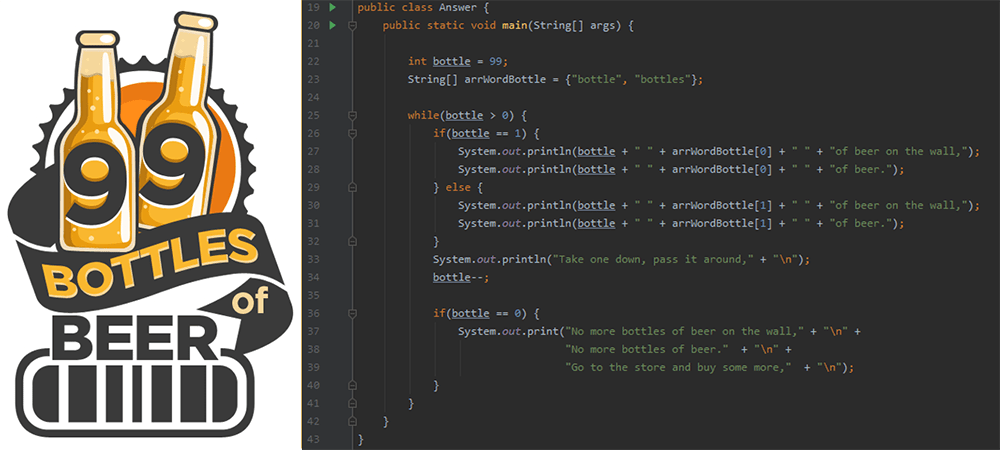 99
BOTTLES
of
BEER
19 public class Answer {
20     public static void main(String[] args) {
21
22         int bottle = 99;
23         String[] arrWordBottle = {"bottle", "bottles"};
24
25         while(bottle > 0) {
26             if(bottle == 1) {
27                 System.out.println(bottle + " " + arrWordBottle[0] + " " + "of beer on the wall,");
28                 System.out.println(bottle + " " + arrWordBottle[0] + " " + "of beer.");
29             } else {
30                 System.out.println(bottle + " " + arrWordBottle[1] + " " + "of beer on the wall,");
31                 System.out.println(bottle + " " + arrWordBottle[1] + " " + "of beer.");
32             }
33             System.out.println("Take one down, pass it around," + "\n");
34             bottle--;
35
36             if(bottle == 0) {
37                 System.out.print("No more bottles of beer on the wall," + "\n" +
38                                  "No more bottles of beer."  + "\n" +
39                                  "Go to the store and buy some more,"  + "\n");
40             }
41         }
42     }
43 }